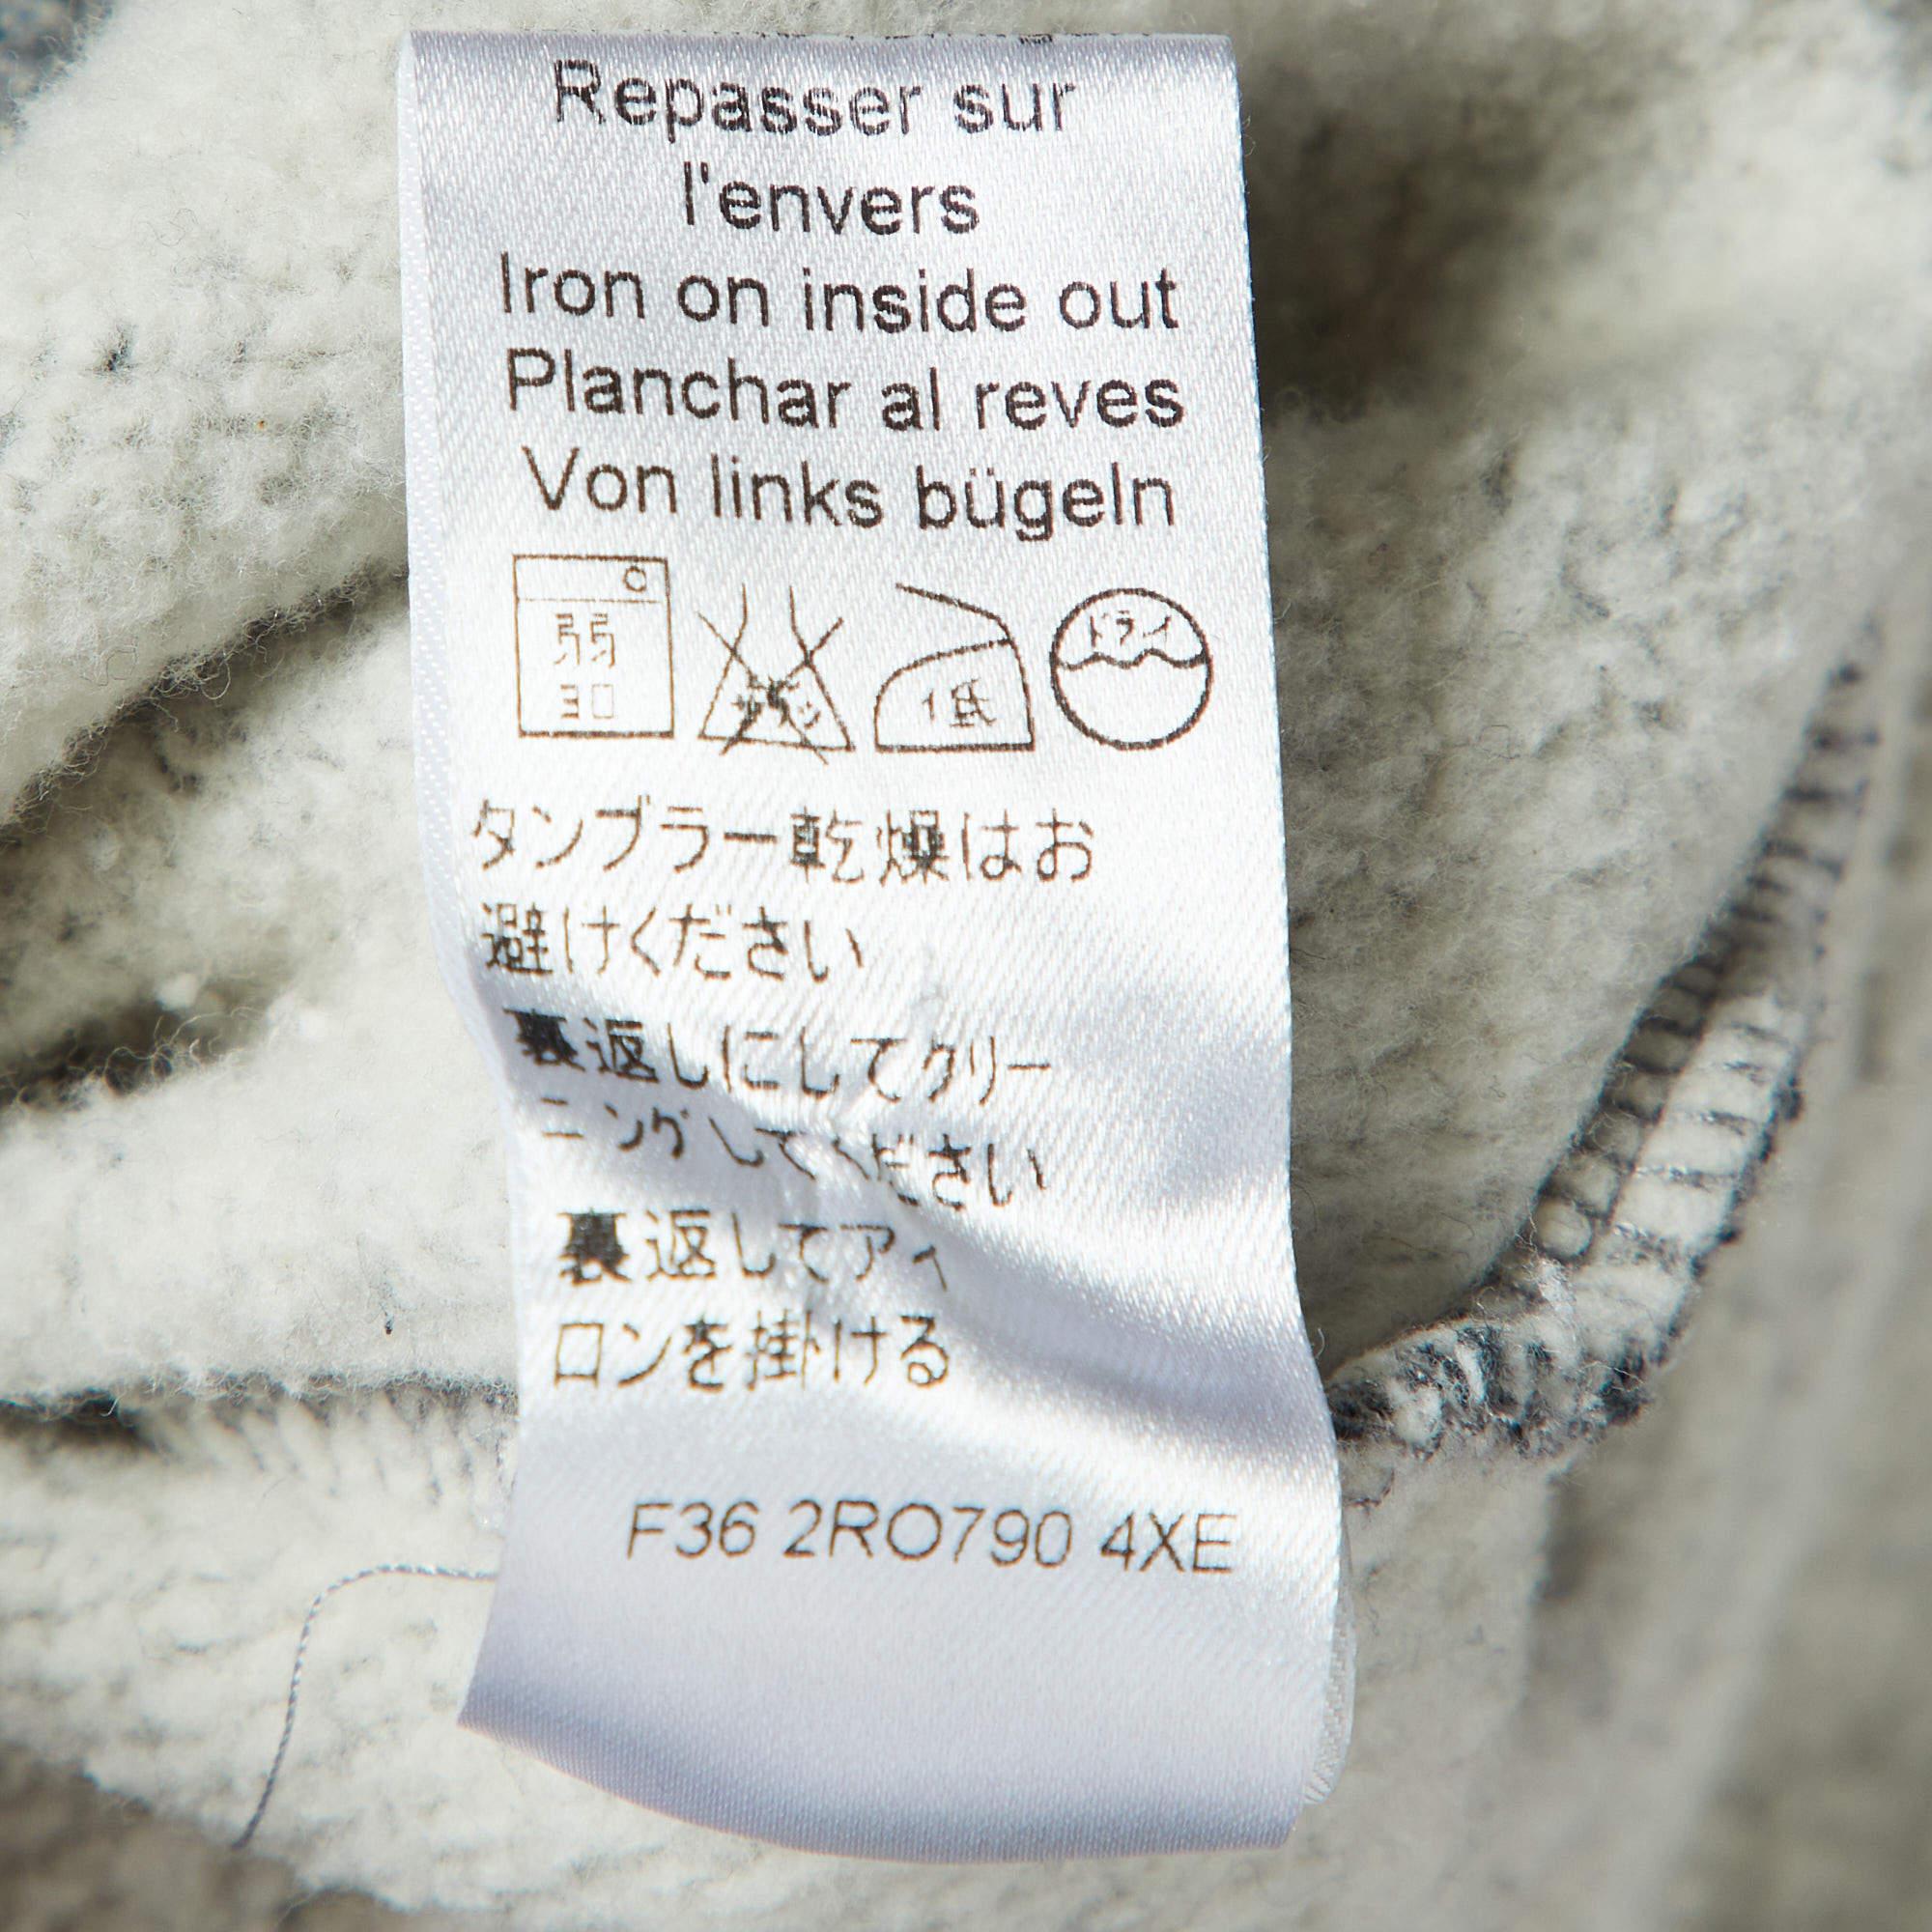 Repasser sur
l'envers
Iron on inside out
Planchar al reves
Von links bügeln
弱
30
低
ドライ
タンブラー乾燥はお
避けください
裏返しにしてクリー
ニングしてください
裏返してアイ
ロンを掛ける
F36 2RO790 4XE